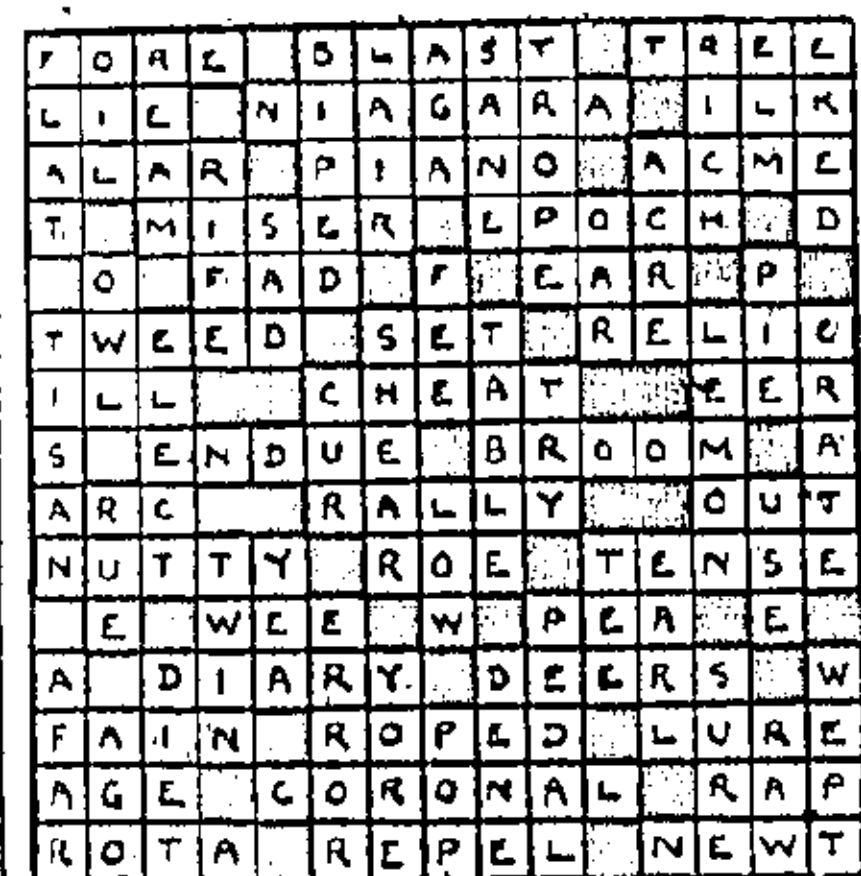 FORE BLAST TREE
LIE NIAGARA ILK
ALAR PIANO ACME
T MISER EPOCH D
O FAD F EAR P
TWEED SET RELIC
ILL CHEAT EER
S ENDUE BROOM A
ARC RALLY OUT
NUTTY ROE TENSE
E WEE W PEA E
A DIARY DEERS W
FAIN ROPED LURE
AGE CORONAL RAP
ROTA REPEL NEWT